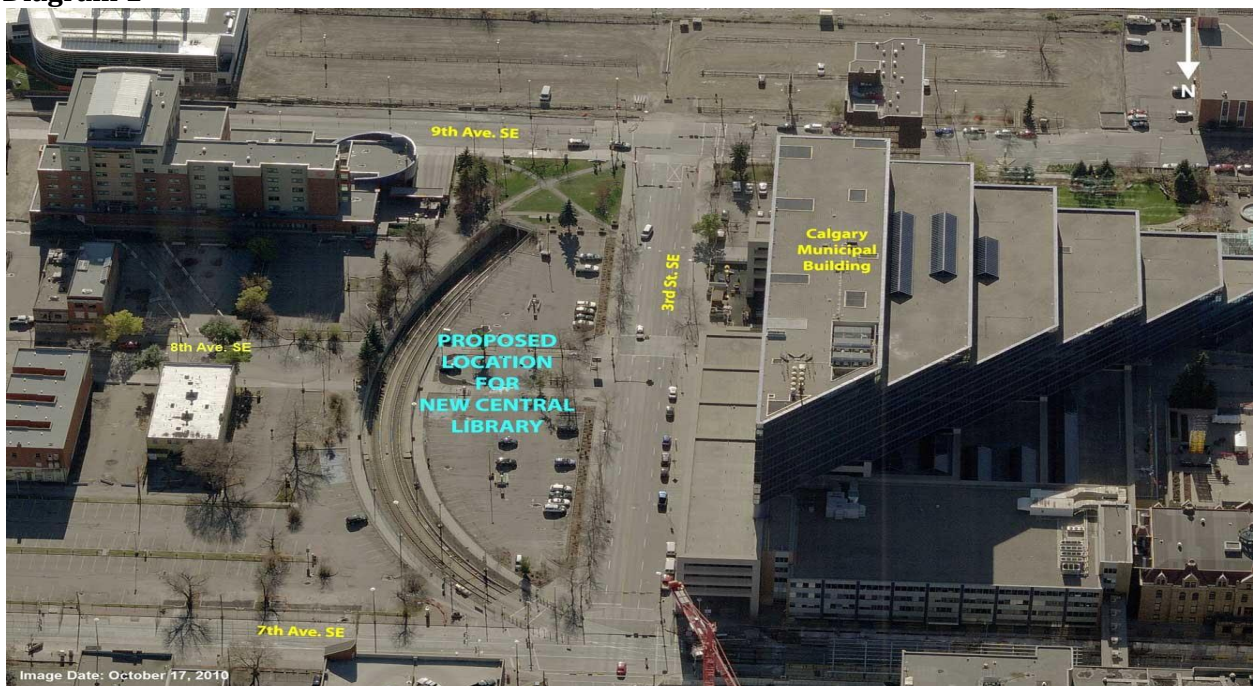 N
9th Ave. SE
Calgary
Municipal
Building
3rd St. SE
PROPOSED
LOCATION
FOR
NEW CENTRAL
LIBRARY
8th Ave. SE
7th Ave. SE
Image Date: October 17, 2010